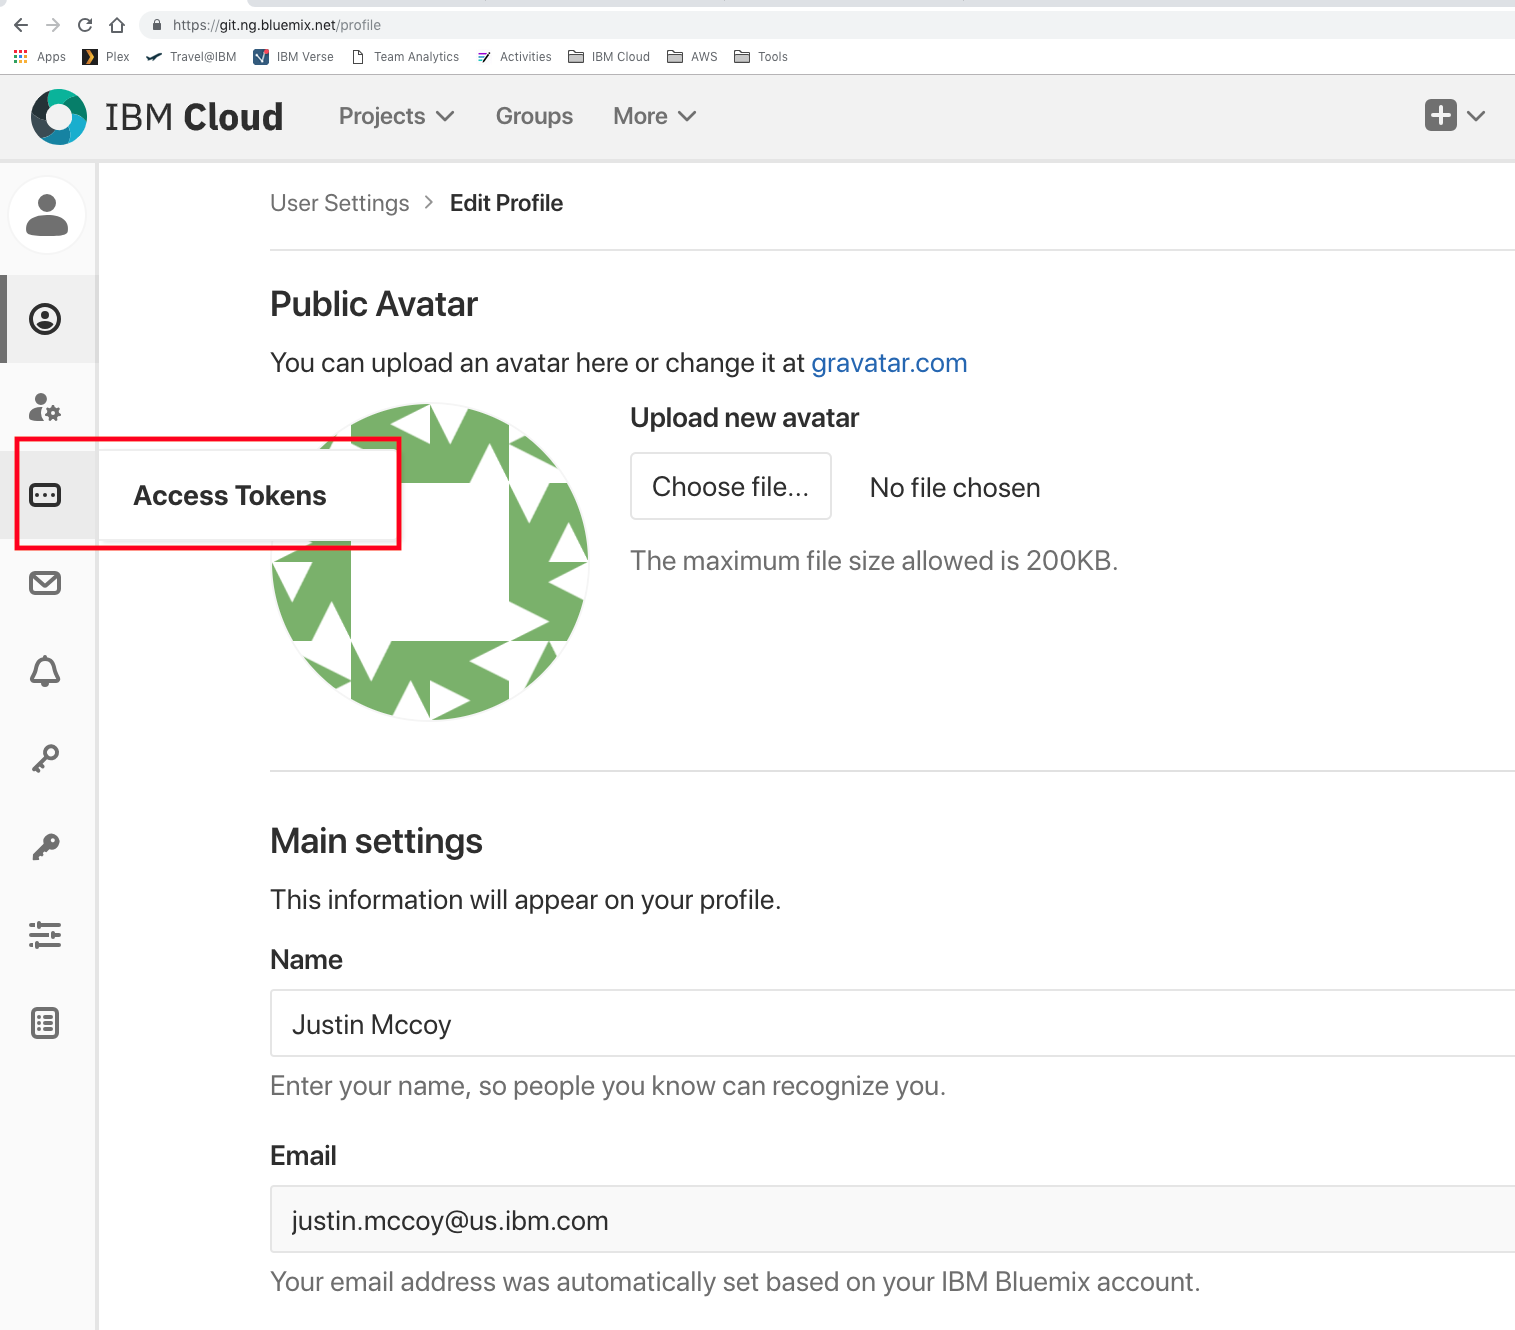 https://git.ng.bluemix.net/profile
Apps Plex Travel@IBM IBM Verse Team Analytics Activities IBM Cloud AWS Tools
IBM Cloud Projects Groups More
User Settings > Edit Profile
Public Avatar
You can upload an avatar here or change it at gravatar.com
Upload new avatar
Choose file... No file chosen
Access Tokens
The maximum file size allowed is 200KB.
Main settings
This information will appear on your profile.
Name
Justin Mccoy
Enter your name, so people you know can recognize you.
Email
justin.mccoy@us.ibm.com
Your email address was automatically set based on your IBM Bluemix account.